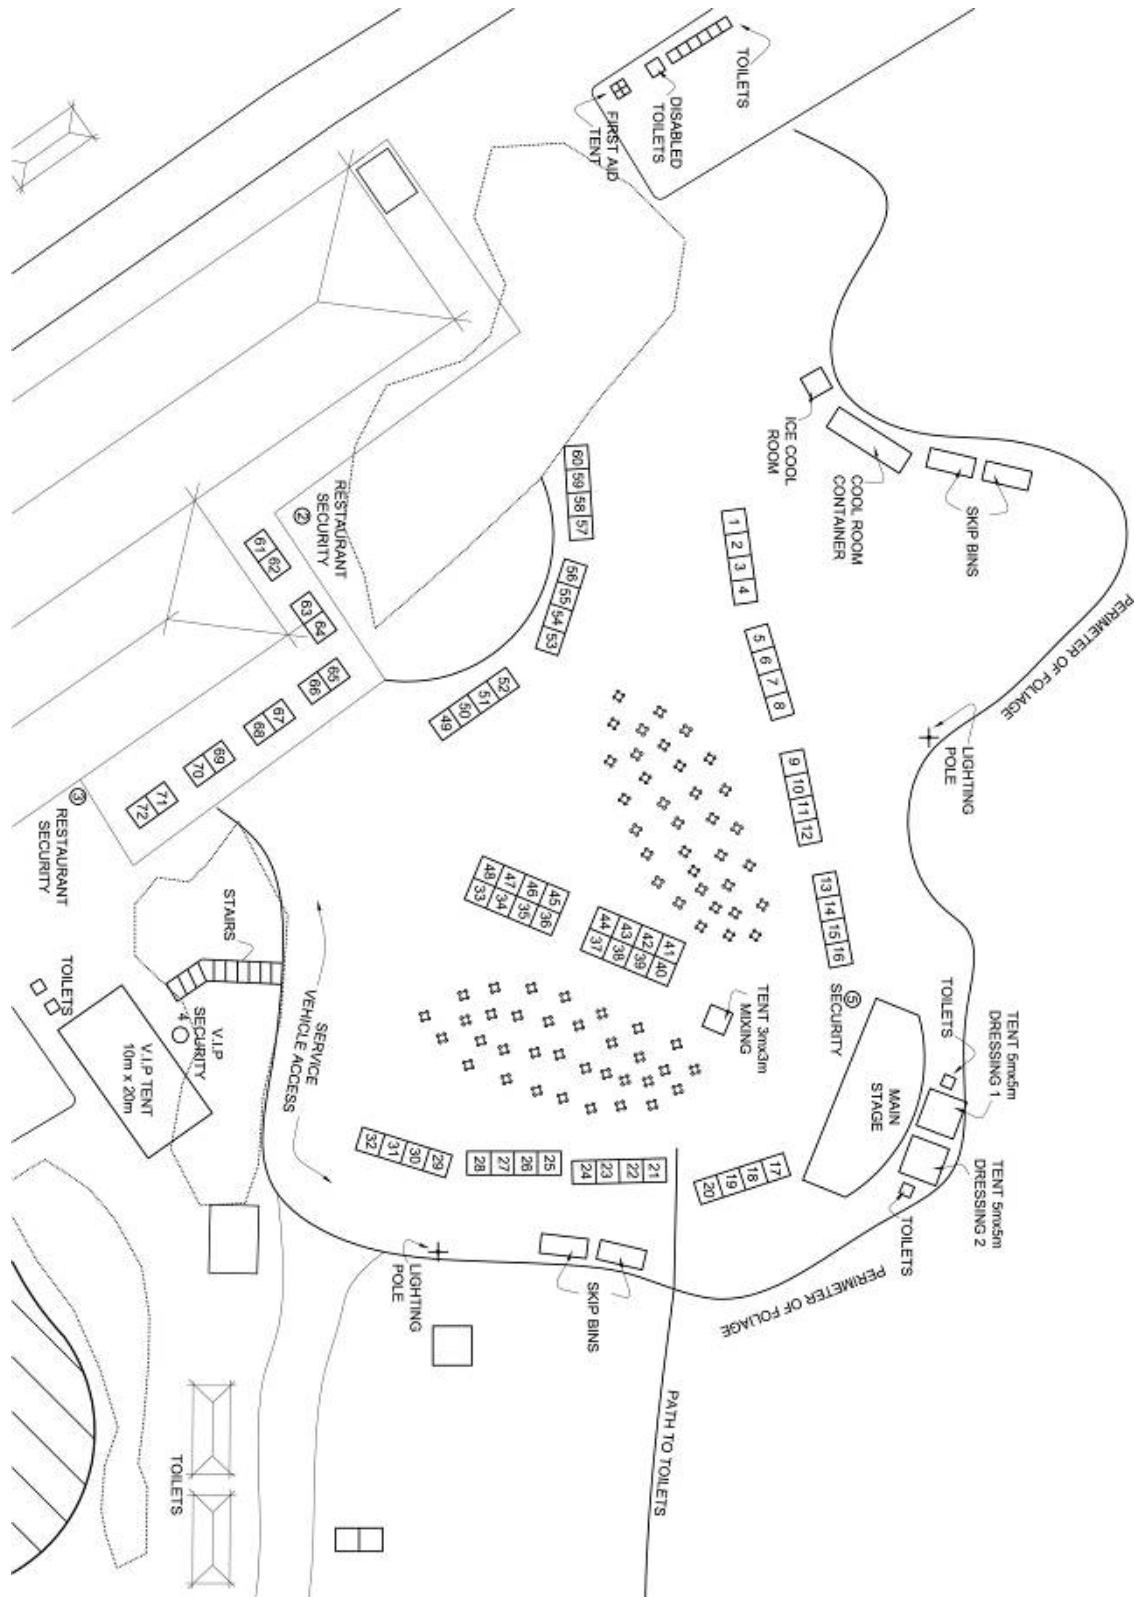 TOILETS
DISABLED
TOILETS
FIRST AID
TENT
ICE COOL
ROOM
COOL ROOM
CONTAINER
SKIP BINS
PERIMETER OF FOLIAGE
LIGHTING
POLE
RESTAURANT
SECURITY
2
60 59 58 57
56 55 54 53
52 51 50 49
1 2 3 4
5 6 7 8
9 10 11 12
13 14 15 16
61 62
63 64
65 66
67 68
69 70
71 72
3
RESTAURANT
SECURITY
48 47 46 45
33 34 35 36
44 43 42 41
37 38 39 40
TENT 3mx3m
MIXING
5
SECURITY
MAIN
STAGE
TOILETS
TENT 5mx5m
DRESSING 1
TENT 5mx5m
DRESSING 2
TOILETS
STAIRS
TOILETS
V.I.P
SECURITY
4
V.I.P TENT
10m x 20m
SERVICE
VEHICLE ACCESS
32 31 30 29
28 27 26 25
24 23 22 21
20 19 18 17
LIGHTING
POLE
SKIP BINS
PERIMETER OF FOLIAGE
PATH TO TOILETS
TOILETS